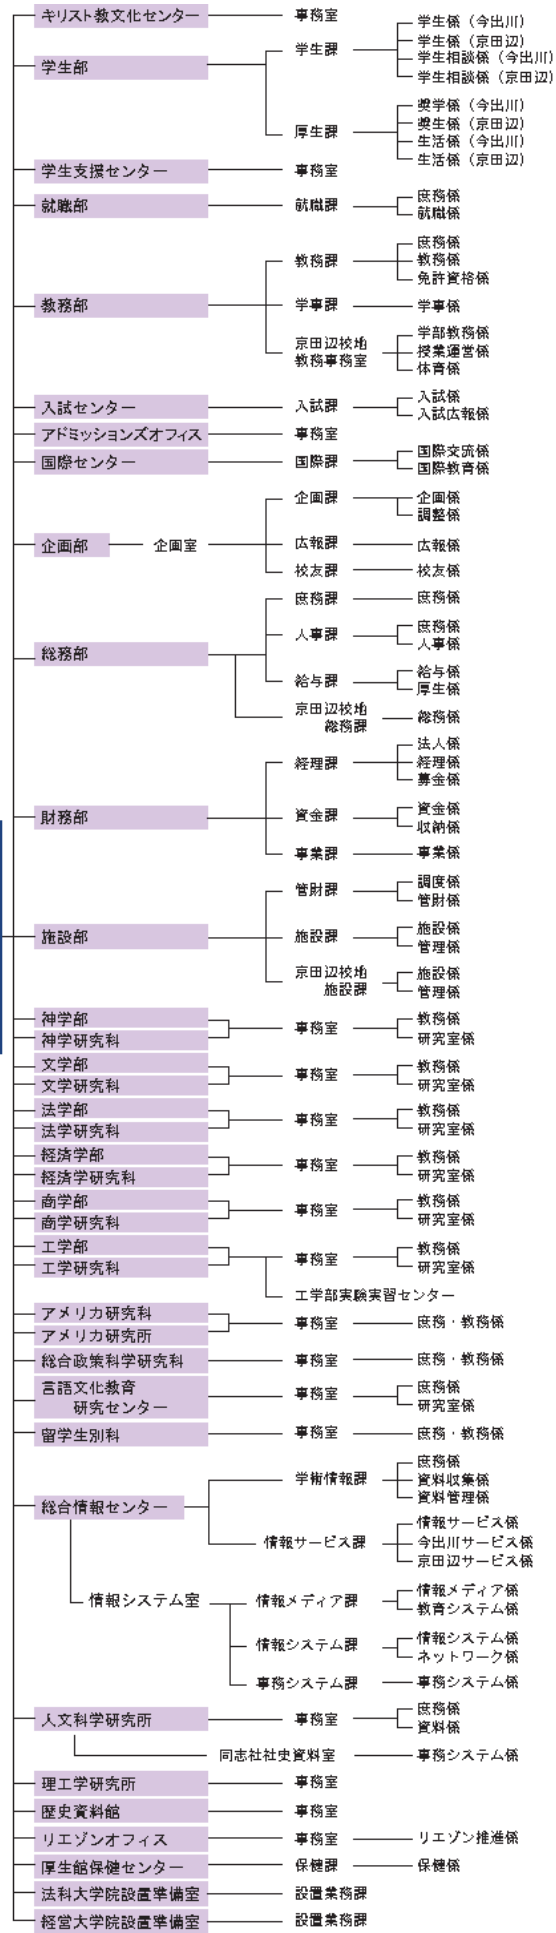 キリスト教文化センター 事務室
学生部
学生課
学生係（今出川）
学生係（京田辺）
学生相談係（今出川）
学生相談係（京田辺）
厚生課
奨学係（今出川）
奨生係（京田辺）
生活係（今出川）
生活係（京田辺）
学生支援センター 事務室
就職部 就職課
庶務係
就職係
教務部
教務課
庶務係
教務係
免許資格係
学事課 学事係
京田辺校地
教務事務室
学部教務係
授業運営係
体育係
入試センター 入試課
入試係
入試広報係
アドミッションズオフィス 事務室
国際センター 国際課
国際交流係
国際教育係
企画部 企画室
企画課
企画係
調整係
広報課 広報係
校友課 校友係
総務部
庶務課 庶務係
人事課
庶務係
人事係
給与課
給与係
厚生係
京田辺校地
総務課
総務係
財務部
経理課
法人係
経理係
募金係
資金課
資金係
収納係
事業課 事業係
施設部
管財課
調度係
管財係
施設課
施設係
管理係
京田辺校地
施設課
施設係
管理係
神学部
神学研究科
事務室
教務係
研究室係
文学部
文学研究科
事務室
教務係
研究室係
法学部
法学研究科
事務室
教務係
研究室係
経済学部
経済学研究科
事務室
教務係
研究室係
商学部
商学研究科
事務室
教務係
研究室係
工学部
工学研究科
事務室
教務係
研究室係
工学部実験実習センター
アメリカ研究科
アメリカ研究所
事務室 庶務・教務係
総合政策科学研究科 事務室 庶務・教務係
言語文化教育
研究センター
事務室
庶務係
研究室係
留学生別科 事務室 庶務・教務係
総合情報センター
学術情報課
庶務係
資料収集係
資料管理係
情報サービス課
情報サービス係
今出川サービス係
京田辺サービス係
情報システム室
情報メディア課
情報メディア係
教育システム係
情報システム課
情報システム係
ネットワーク係
事務システム課 事務システム係
人文科学研究所 事務室
庶務係
資料係
同志社社史資料室 事務システム係
理工学研究所 事務室
歴史資料館 事務室
リエゾンオフィス 事務室 リエゾン推進係
厚生館保健センター 保健課 保健係
法科大学院設置準備室 設置業務課
経営大学院設置準備室 設置業務課